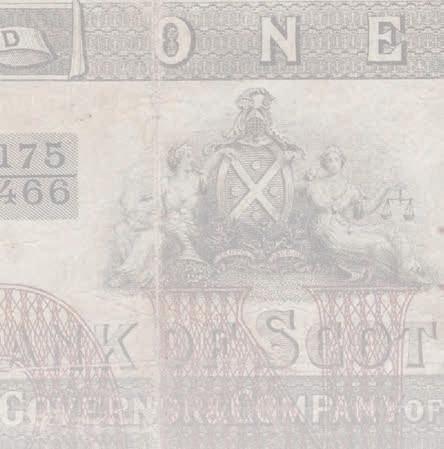 D ONE
175
466
ANK OF SCOT
GOVERNOR & COMPANY OF